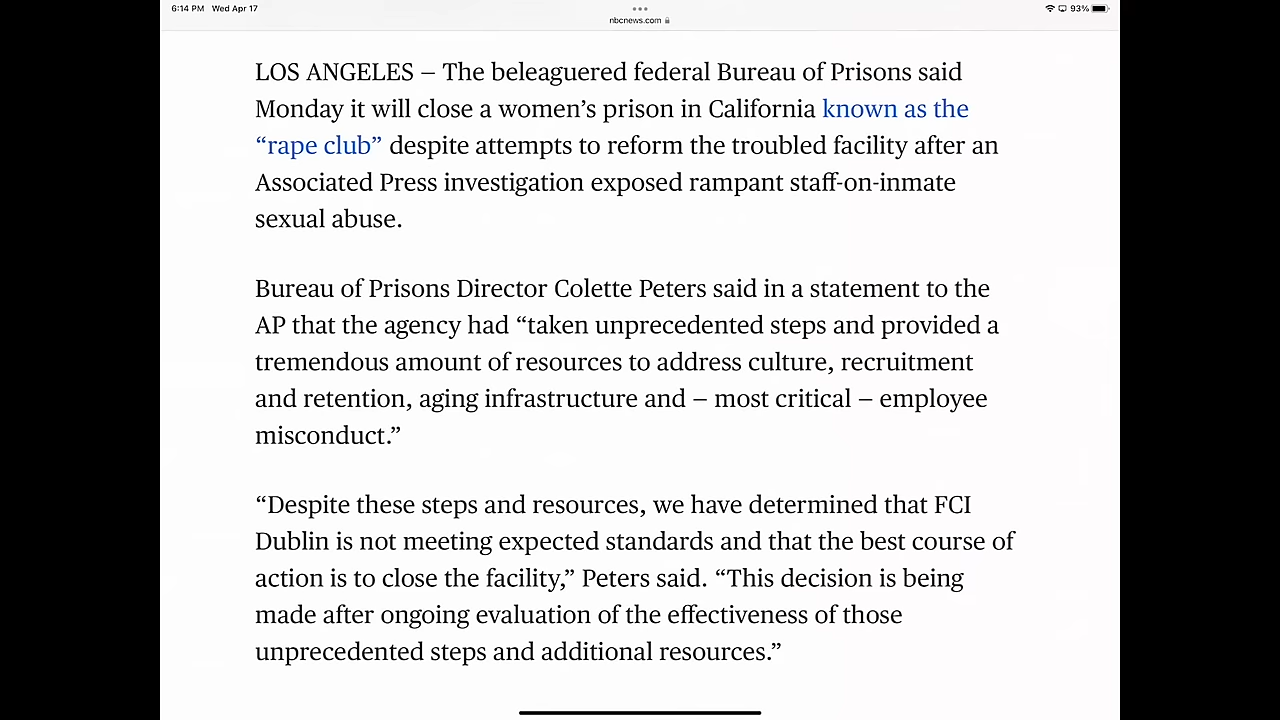 6:14 PM Wed Apr 17
93%
nbcnews.com
LOS ANGELES — The beleaguered federal Bureau of Prisons said
Monday it will close a women’s prison in California known as the
“rape club” despite attempts to reform the troubled facility after an
Associated Press investigation exposed rampant staff-on-inmate
sexual abuse.
Bureau of Prisons Director Colette Peters said in a statement to the
AP that the agency had “taken unprecedented steps and provided a
tremendous amount of resources to address culture, recruitment
and retention, aging infrastructure and — most critical — employee
misconduct.”
“Despite these steps and resources, we have determined that FCI
Dublin is not meeting expected standards and that the best course of
action is to close the facility,” Peters said. “This decision is being
made after ongoing evaluation of the effectiveness of those
unprecedented steps and additional resources.”